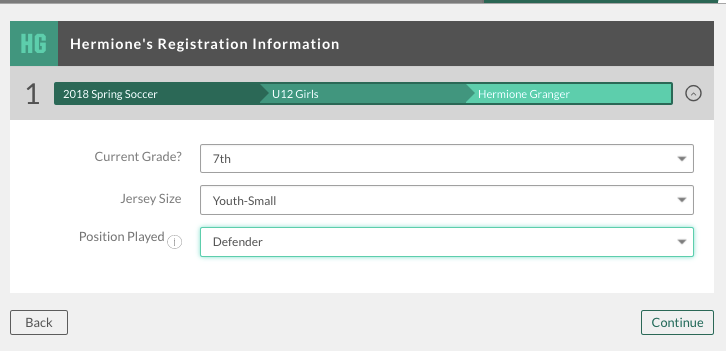 HG Hermione's Registration Information
1 2018 Spring Soccer U12 Girls Hermione Granger
Current Grade? 7th
Jersey Size Youth-Small
Position Played i Defender
Back Continue